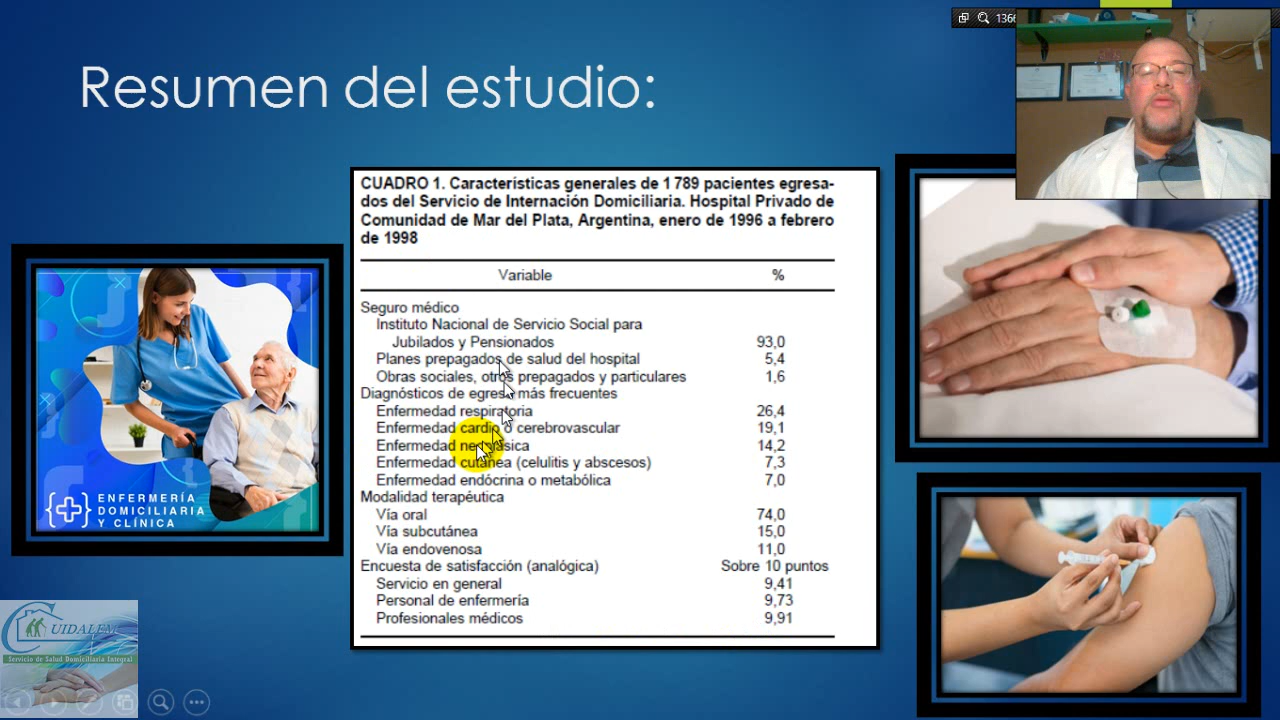 1366
Resumen del estudio:
CUADRO 1. Características generales de 1 789 pacientes egresa-
dos del Servicio de Internación Domiciliaria. Hospital Privado de
Comunidad de Mar del Plata, Argentina, enero de 1996 a febrero
de 1998
Variable %
Seguro médico
Instituto Nacional de Servicio Social para
Jubilados y Pensionados 93,0
Planes prepagados de salud del hospital 5,4
Obras sociales, otros prepagados y particulares 1,6
Diagnósticos de egreso más frecuentes
Enfermedad respiratoria 26,4
Enfermedad cardio o cerebrovascular 19,1
Enfermedad neoplásica 14,2
Enfermedad cutánea (celulitis y abscesos) 7,3
Enfermedad endócrina o metabólica 7,0
Modalidad terapéutica
Vía oral 74,0
Vía subcutánea 15,0
Vía endovenosa 11,0
Encuesta de satisfacción (analógica) Sobre 10 puntos
Servicio en general 9,41
Personal de enfermería 9,73
Profesionales médicos 9,91
ENFERMERÍA
DOMICILIARIA
Y CLÍNICA
CUIDALEM
Servicio de Salud Domiciliaria Integral